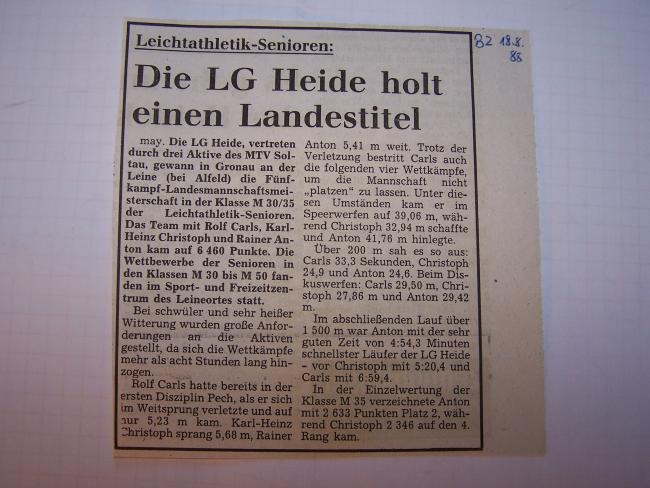 Leichtathletik-Senioren:
Die LG Heide holt
einen Landestitel
may. Die LG Heide, vertreten
durch drei Aktive des MTV Sol-
tau, gewann in Gronau an der
Leine (bei Alfeld) die Fünf-
kampf-Landesmannschaftsmei-
sterschaft in der Klasse M 30/35
der Leichtathletik-Senioren.
Das Team mit Rolf Carls, Karl-
Heinz Christoph und Rainer An-
ton kam auf 6 460 Punkte. Die
Wettbewerbe der Senioren in
den Klassen M 30 bis M 50 fan-
den im Sport- und Freizeitzen-
trum des Leineortes statt.
Bei schwüler und sehr heißer
Witterung wurden große Anfor-
derungen an die Aktiven
gestellt, da sich die Wettkämpfe
mehr als acht Stunden lang hin-
zogen.
Rolf Carls hatte bereits in der
ersten Disziplin Pech, als er sich
im Weitsprung verletzte und auf
nur 5,23 m kam. Karl-Heinz
Christoph sprang 5,68 m, Rainer
Anton 5,41 m weit. Trotz der
Verletzung bestritt Carls auch
die folgenden vier Wettkämpfe,
um die Mannschaft nicht
„platzen" zu lassen. Unter die-
sen Umständen kam er im
Speerwerfen auf 39,06 m, wäh-
rend Christoph 32,94 m schaffte
und Anton 41,76 m hinlegte.
Über 200 m sah es so aus:
Carls 33,3 Sekunden, Christoph
24,9 und Anton 24,6. Beim Dis-
kuswerfen: Carls 29,50 m, Chri-
stoph 27,86 m und Anton 29,42
m.
Im abschließenden Lauf über
1 500 m war Anton mit der sehr
guten Zeit von 4:54,3 Minuten
schnellster Läufer der LG Heide
– vor Christoph mit 5:20,4 und
Carls mit 6:59,4.
In der Einzelwertung der
Klasse M 35 verzeichnete Anton
mit 2 633 Punkten Platz 2, wäh-
rend Christoph 2 346 auf den 4.
Rang kam.
BZ 18.8.
88